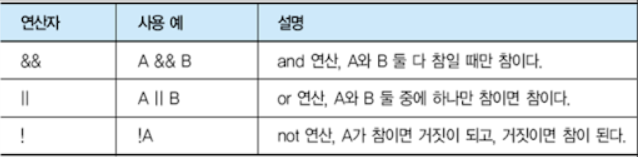 연산자 사용 예 설명
&& A && B and 연산, A와 B 둘 다 참일 때만 참이다.
|| A || B or 연산, A와 B 둘 중에 하나만 참이면 참이다.
! !A not 연산, A가 참이면 거짓이 되고, 거짓이면 참이 된다.